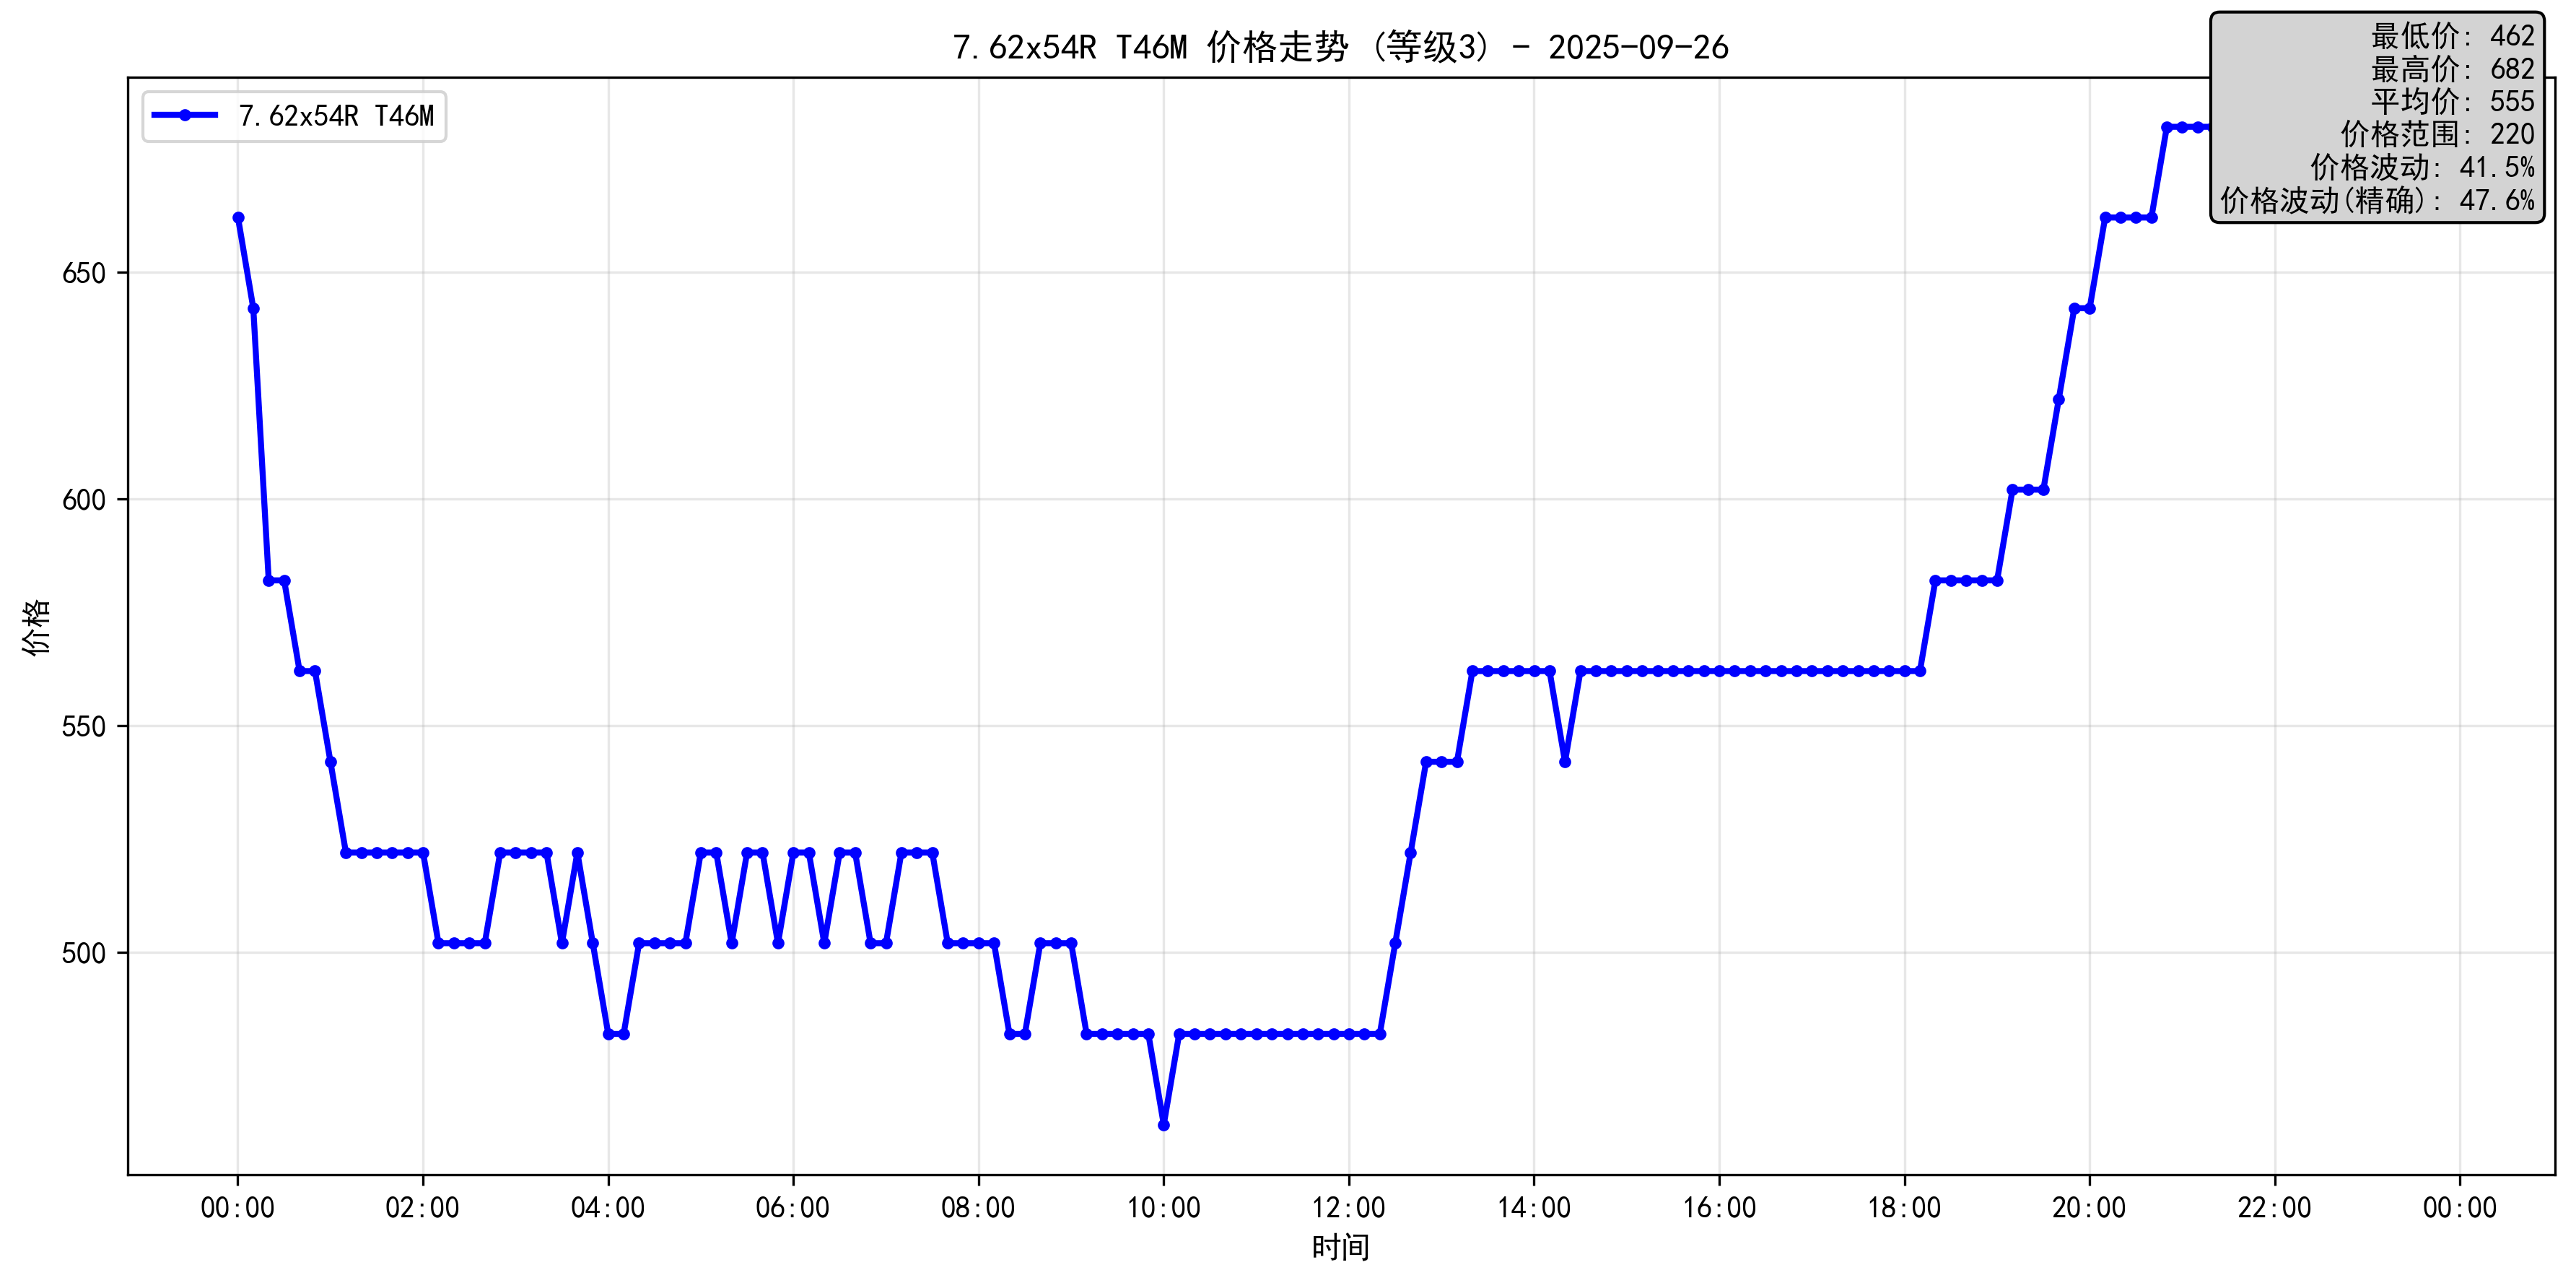 7.62x54R T46M 价格走势 (等级3) - 2025-09-26
最低价: 462
最高价: 682
平均价: 555
价格范围: 220
价格波动: 41.5%
价格波动(精确): 47.6%
7.62x54R T46M
650
600
550
500
价格
00:00 02:00 04:00 06:00 08:00 10:00 12:00 14:00 16:00 18:00 20:00 22:00 00:00
时间